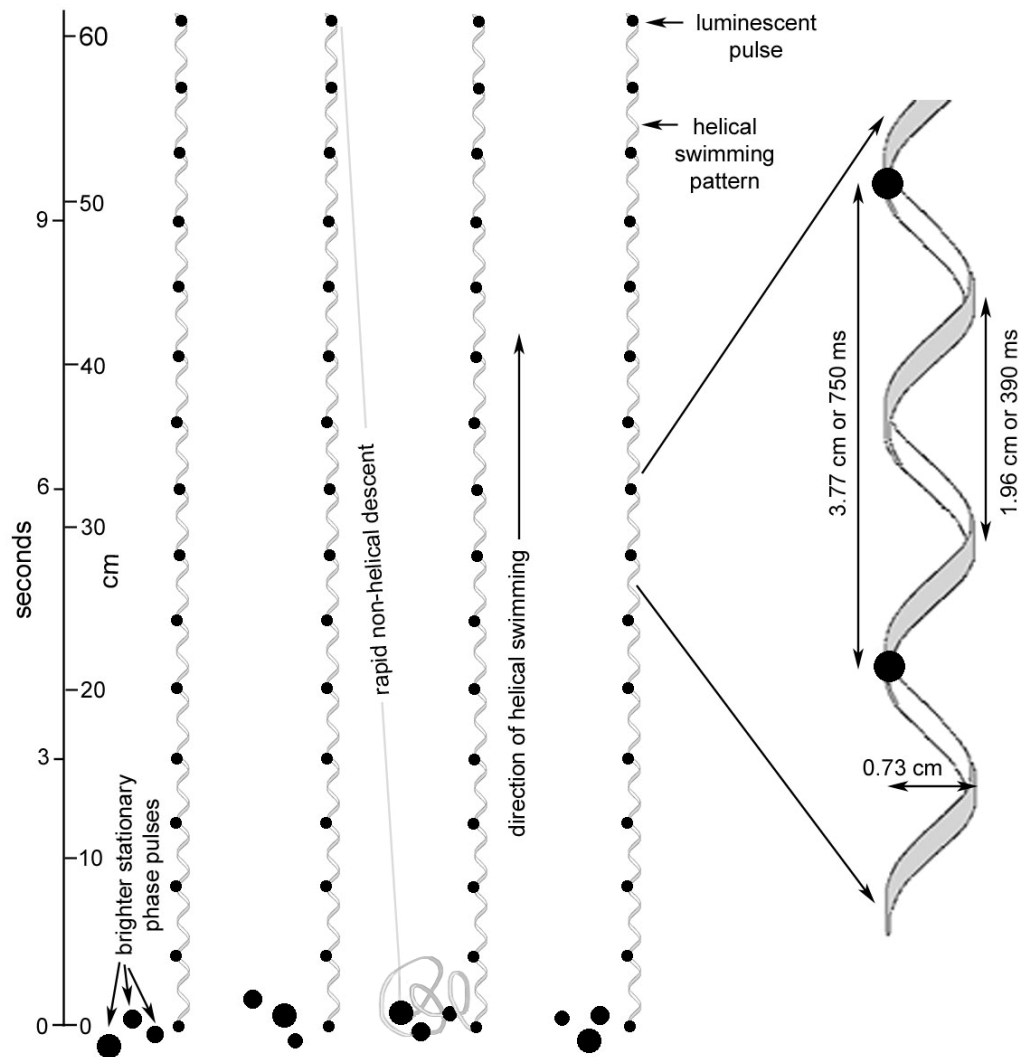 60
50
9
40
6
30
seconds
cm
20
3
10
0
0
brighter stationary
phase pulses
rapid non-helical descent
direction of helical swimming
luminescent
pulse
helical
swimming
pattern
3.77 cm or 750 ms
1.96 cm or 390 ms
0.73 cm